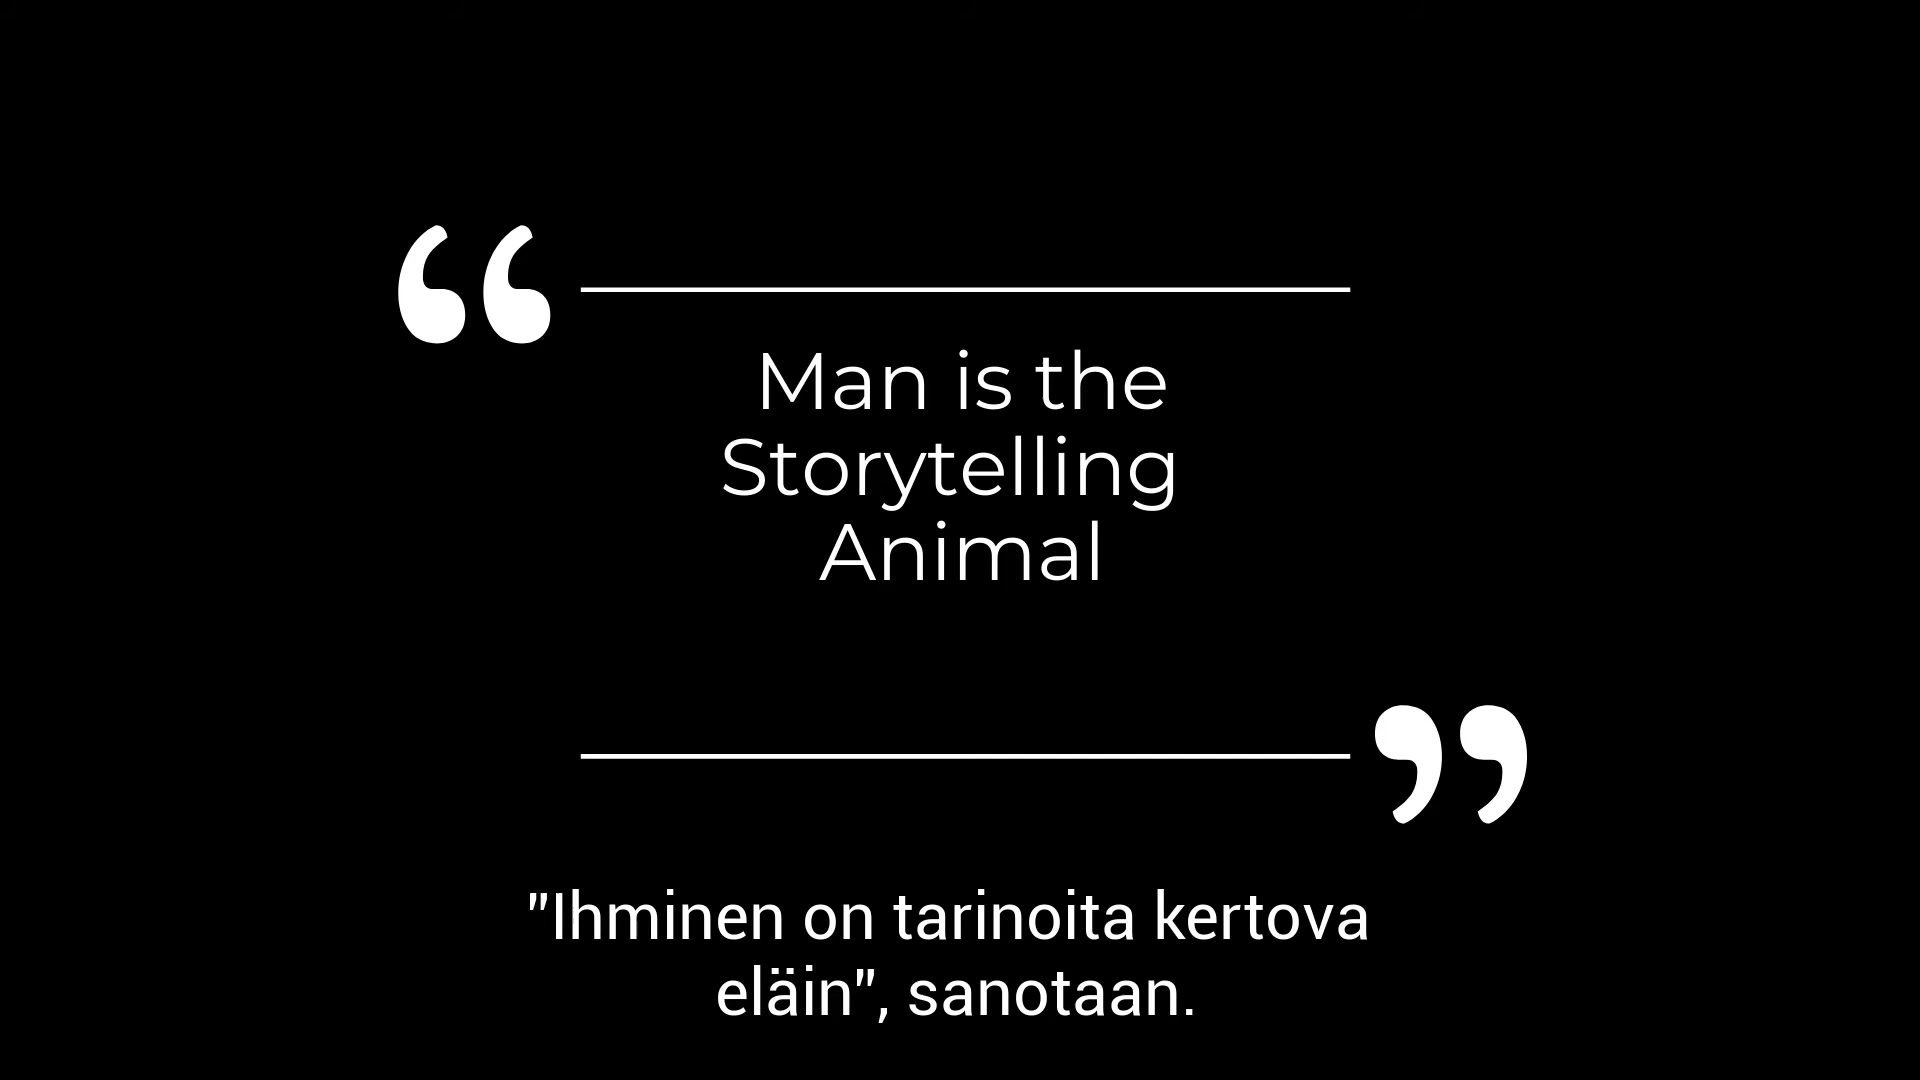 “
Man is the
Storytelling
Animal
”
"Ihminen on tarinoita kertova
eläin", sanotaan.